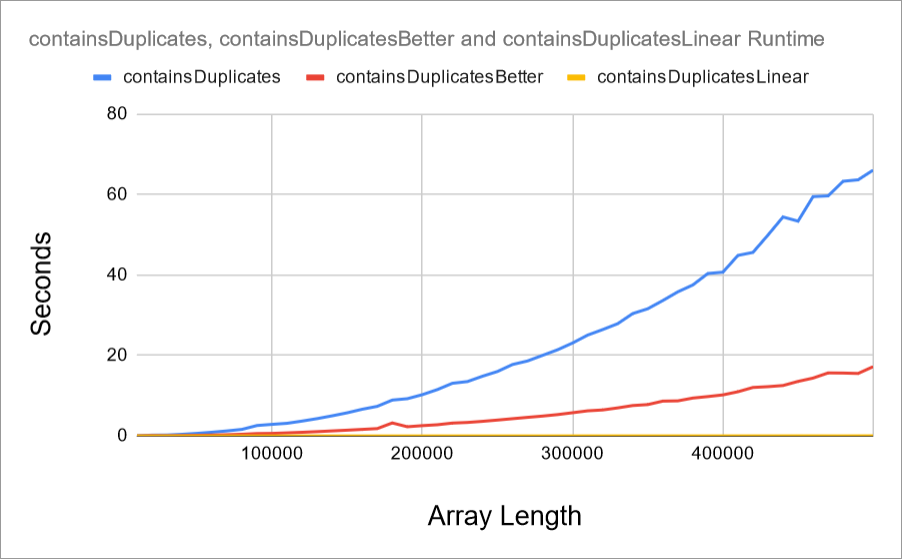 containsDuplicates, containsDuplicatesBetter and containsDuplicatesLinear Runtime
containsDuplicates containsDuplicatesBetter containsDuplicatesLinear
80
60
40
20
0
Seconds
100000 200000 300000 400000
Array Length